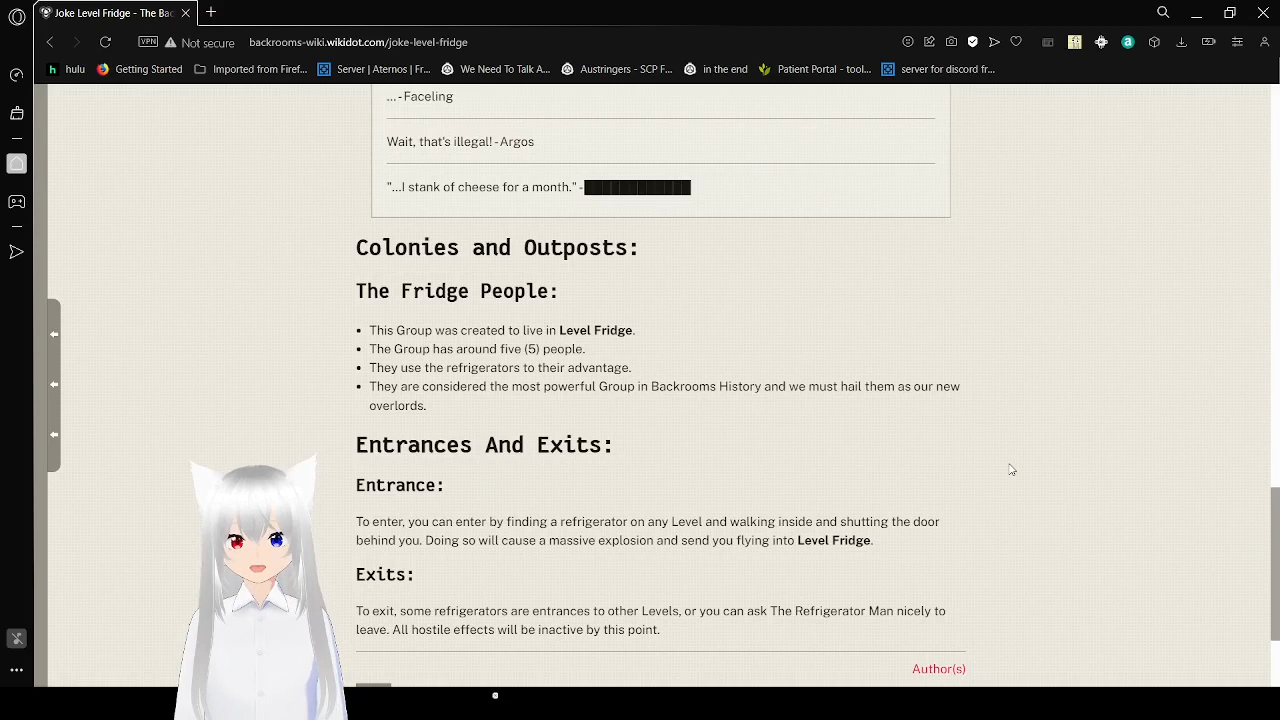 Joke Level Fridge - The Bac
Not secure
backrooms-wiki.wikidot.com/joke-level-fridge
VPN
hulu
Getting Started
Imported from Firef...
Server | Aternos | Fr...
We Need To Talk A...
Austringers - SCP F...
in the end
Patient Portal - tool...
server for discord fr...
... - Faceling
Wait, that's illegal! - Argos
"...I stank of cheese for a month." - ████████████
Colonies and Outposts:
The Fridge People:
• This Group was created to live in Level Fridge.
• The Group has around five (5) people.
• They use the refrigerators to their advantage.
• They are considered the most powerful Group in Backrooms History and we must hail them as our new
overlords.
Entrances And Exits:
Entrance:
To enter, you can enter by finding a refrigerator on any Level and walking inside and shutting the door
behind you. Doing so will cause a massive explosion and send you flying into Level Fridge.
Exits:
To exit, some refrigerators are entrances to other Levels, or you can ask The Refrigerator Man nicely to
leave. All hostile effects will be inactive by this point.
Author(s)